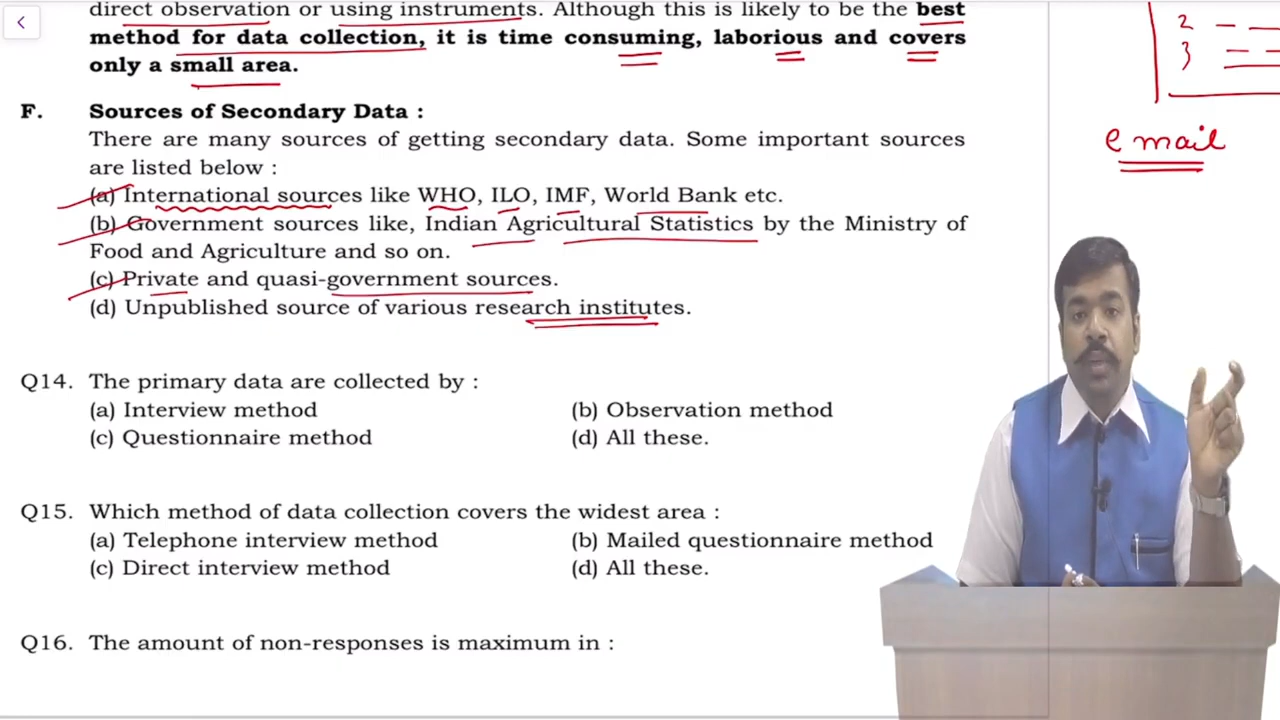 direct observation or using instruments. Although this is likely to be the best
method for data collection, it is time consuming, laborious and covers
only a small area.
F. Sources of Secondary Data :
There are many sources of getting secondary data. Some important sources
are listed below :
(a) International sources like WHO, ILO, IMF, World Bank etc.
(b) Government sources like, Indian Agricultural Statistics by the Ministry of
Food and Agriculture and so on.
(c) Private and quasi-government sources.
(d) Unpublished source of various research institutes.
Q14. The primary data are collected by :
(a) Interview method (b) Observation method
(c) Questionnaire method (d) All these.
Q15. Which method of data collection covers the widest area :
(a) Telephone interview method (b) Mailed questionnaire method
(c) Direct interview method (d) All these.
Q16. The amount of non-responses is maximum in :
2
3
e mail